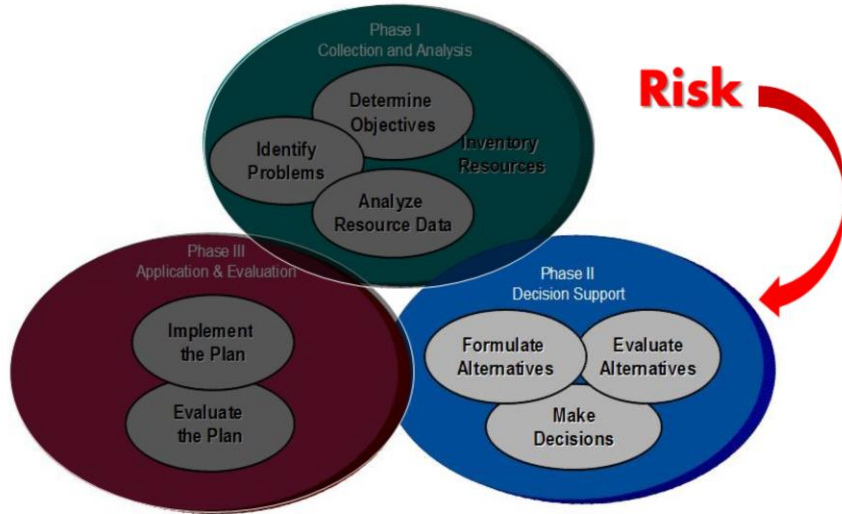 Phase I
Collection and Analysis
Determine
Objectives
Identify
Problems
Inventory
Resources
Analyze
Resource Data
Risk
Phase III
Application & Evaluation
Implement
the Plan
Evaluate
the Plan
Phase II
Decision Support
Formulate
Alternatives
Evaluate
Alternatives
Make
Decisions